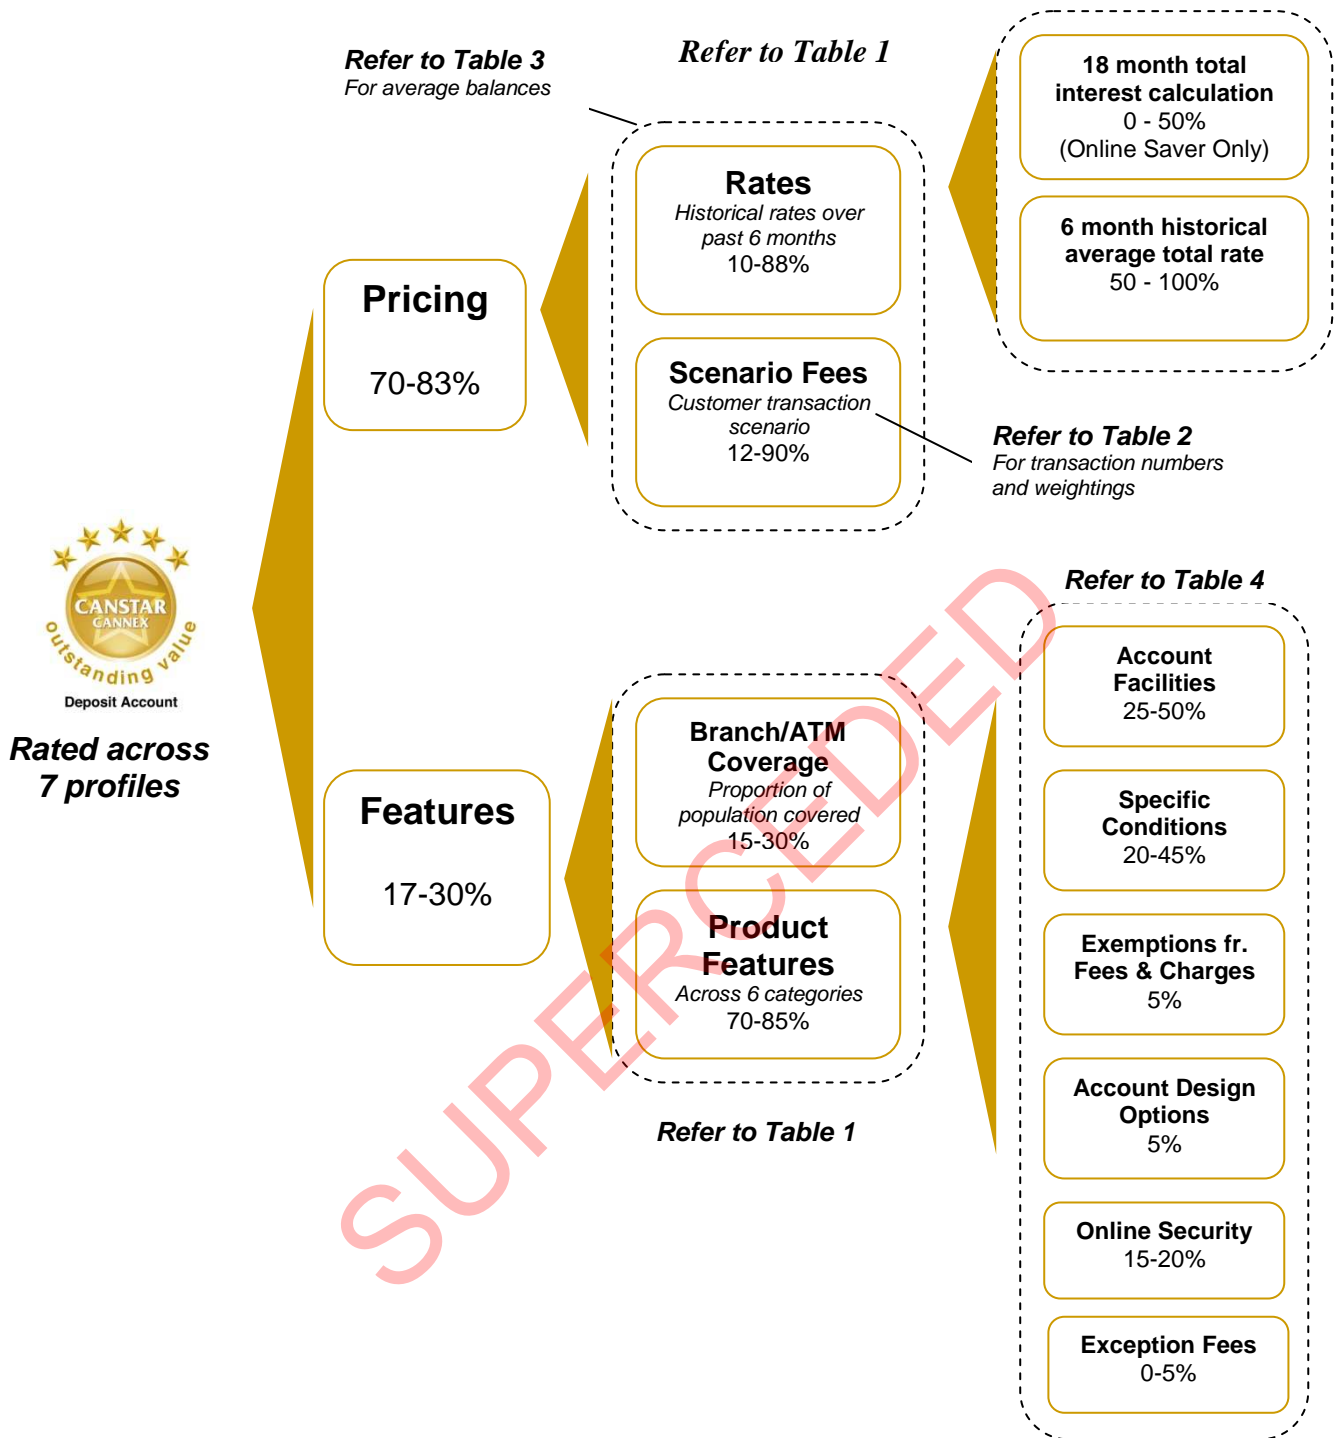 Refer to Table 3
For average balances
Refer to Table 1
18 month total
interest calculation
0 - 50%
(Online Saver Only)
6 month historical
average total rate
50 - 100%
Rates
Historical rates over
past 6 months
10-88%
Pricing
70-83%
Scenario Fees
Customer transaction
scenario
12-90%
Refer to Table 2
For transaction numbers
and weightings
CANSTAR
CANNEX
outstanding value
Deposit Account
Rated across
7 profiles
Features
17-30%
Branch/ATM
Coverage
Proportion of
population covered
15-30%
Product
Features
Across 6 categories
70-85%
Refer to Table 1
Refer to Table 4
Account
Facilities
25-50%
Specific
Conditions
20-45%
Exemptions fr.
Fees & Charges
5%
Account Design
Options
5%
Online Security
15-20%
Exception Fees
0-5%
SUPERCEDED